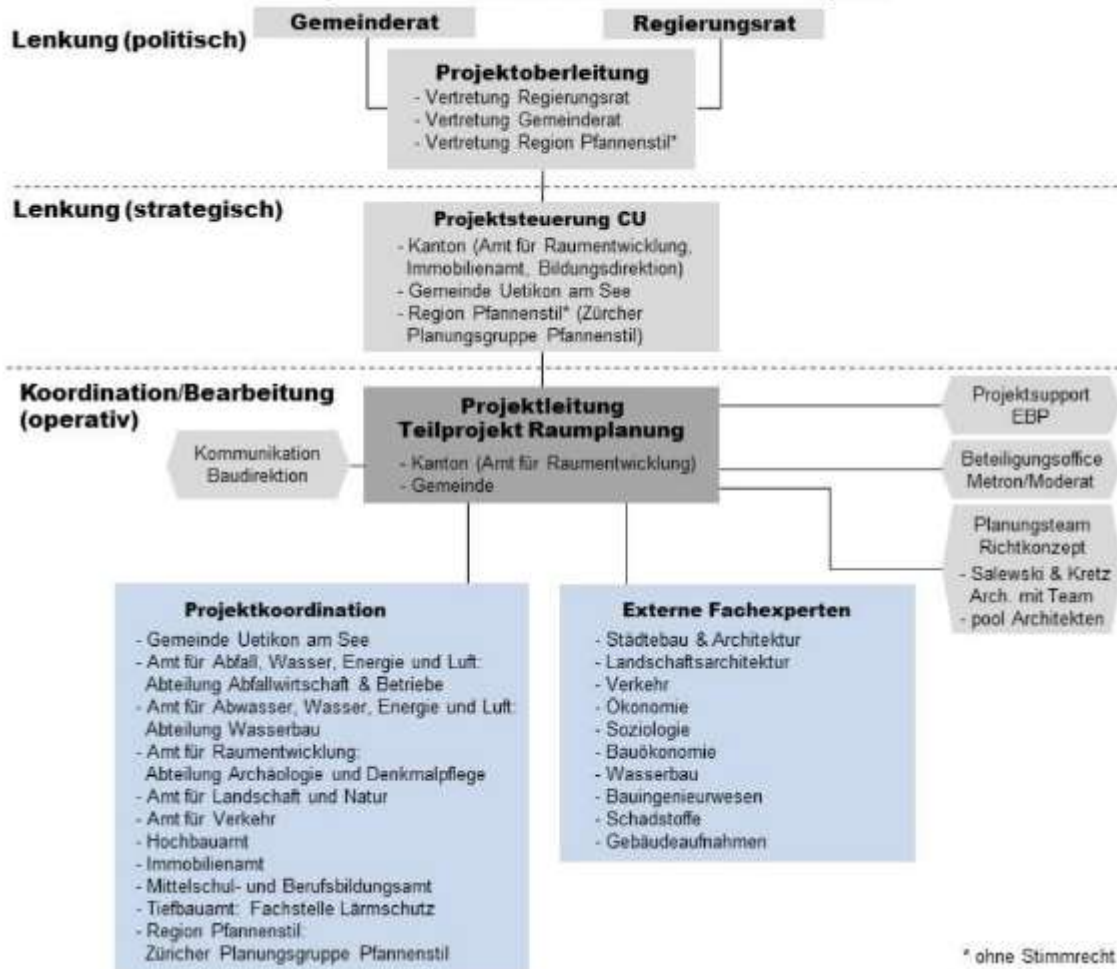 Gemeinderat
Regierungsrat
Lenkung (politisch)
Projektoberleitung
- Vertretung Regierungsrat
- Vertretung Gemeinderat
- Vertretung Region Pfannenstil*
Lenkung (strategisch)
Projektsteuerung CU
- Kanton (Amt für Raumentwicklung,
Immobilienamt, Bildungsdirektion)
- Gemeinde Uetikon am See
- Region Pfannenstil* (Zürcher
Planungsgruppe Pfannenstil)
Koordination/Bearbeitung
(operativ)
Projektleitung
Teilprojekt Raumplanung
- Kanton (Amt für Raumentwicklung)
- Gemeinde
Kommunikation
Baudirektion
Projektsupport
EBP
Beteiligungsoffice
Metron/Moderat
Planungsteam
Richtkonzept
- Salewski & Kretz
Arch. mit Team
- pool Architekten
Projektkoordination
- Gemeinde Uetikon am See
- Amt für Abfall, Wasser, Energie und Luft:
Abteilung Abfallwirtschaft & Betriebe
- Amt für Abwasser, Wasser, Energie und Luft:
Abteilung Wasserbau
- Amt für Raumentwicklung:
Abteilung Archäologie und Denkmalpflege
- Amt für Landschaft und Natur
- Amt für Verkehr
- Hochbauamt
- Immobilienamt
- Mittelschul- und Berufsbildungsamt
- Tiefbauamt: Fachstelle Lärmschutz
- Region Pfannenstil:
Züricher Planungsgruppe Pfannenstil
Externe Fachexperten
- Städtebau & Architektur
- Landschaftsarchitektur
- Verkehr
- Ökonomie
- Soziologie
- Bauökonomie
- Wasserbau
- Bauingenieurwesen
- Schadstoffe
- Gebäudeaufnahmen
* ohne Stimmrecht